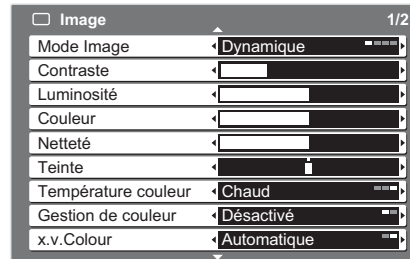 Image 1/2
Mode Image Dynamique
Contraste
Luminosité
Couleur
Netteté
Teinte
Température couleur Chaud
Gestion de couleur Désactivé
x.v.Colour Automatique